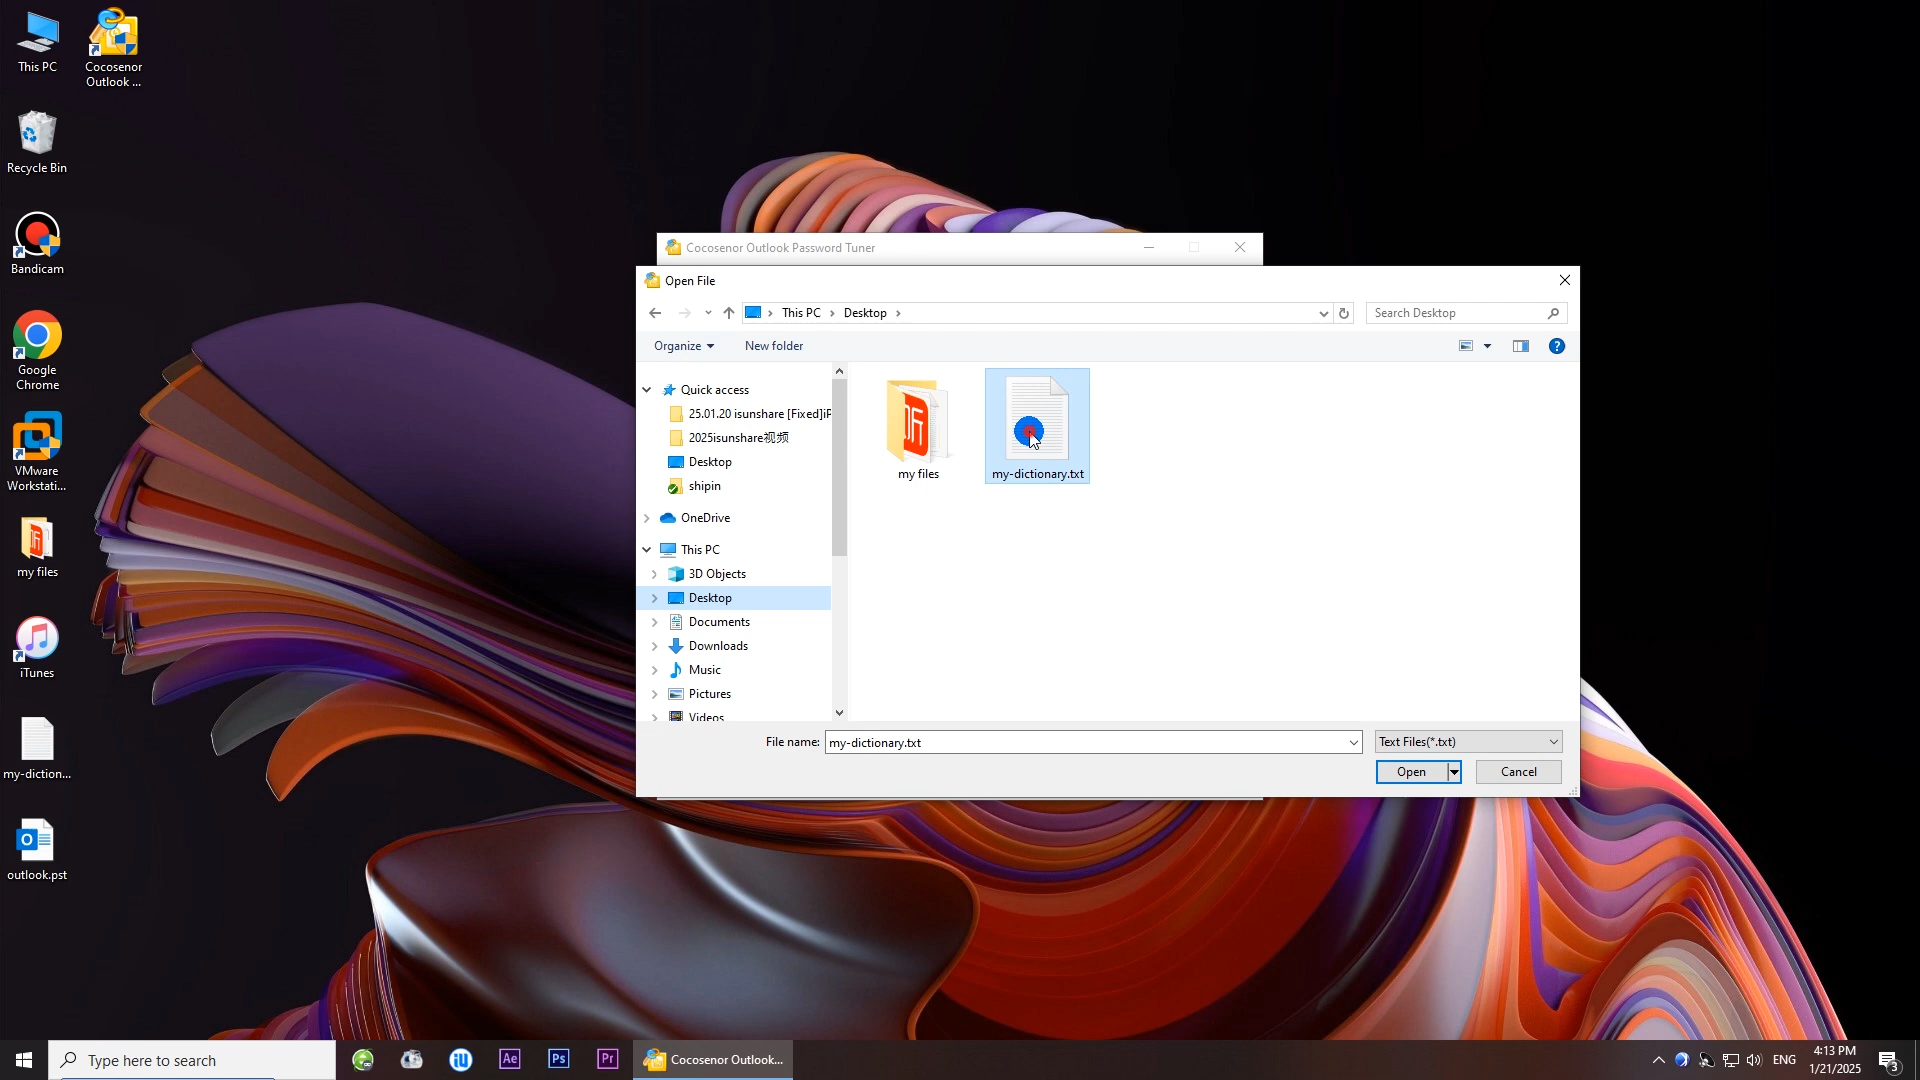 This PC
Cocosenor
Outlook ...
Recycle Bin
Bandicam
Google
Chrome
VMware
Workstati...
my files
iTunes
my-diction...
outlook.pst
Cocosenor Outlook Password Tuner
Open File
This PC
Desktop
Search Desktop
Organize
New folder
Quick access
25.01.20 isunshare [Fixed]iP
2025isunshare视频
Desktop
shipin
OneDrive
This PC
3D Objects
Desktop
Documents
Downloads
Music
Pictures
Videos
my files
my-dictionary.txt
File name:
my-dictionary.txt
Text Files(*.txt)
Open
Cancel
Type here to search
Ae
Ps
Pr
Cocosenor Outlook...
ENG
4:13 PM
1/21/2025
3